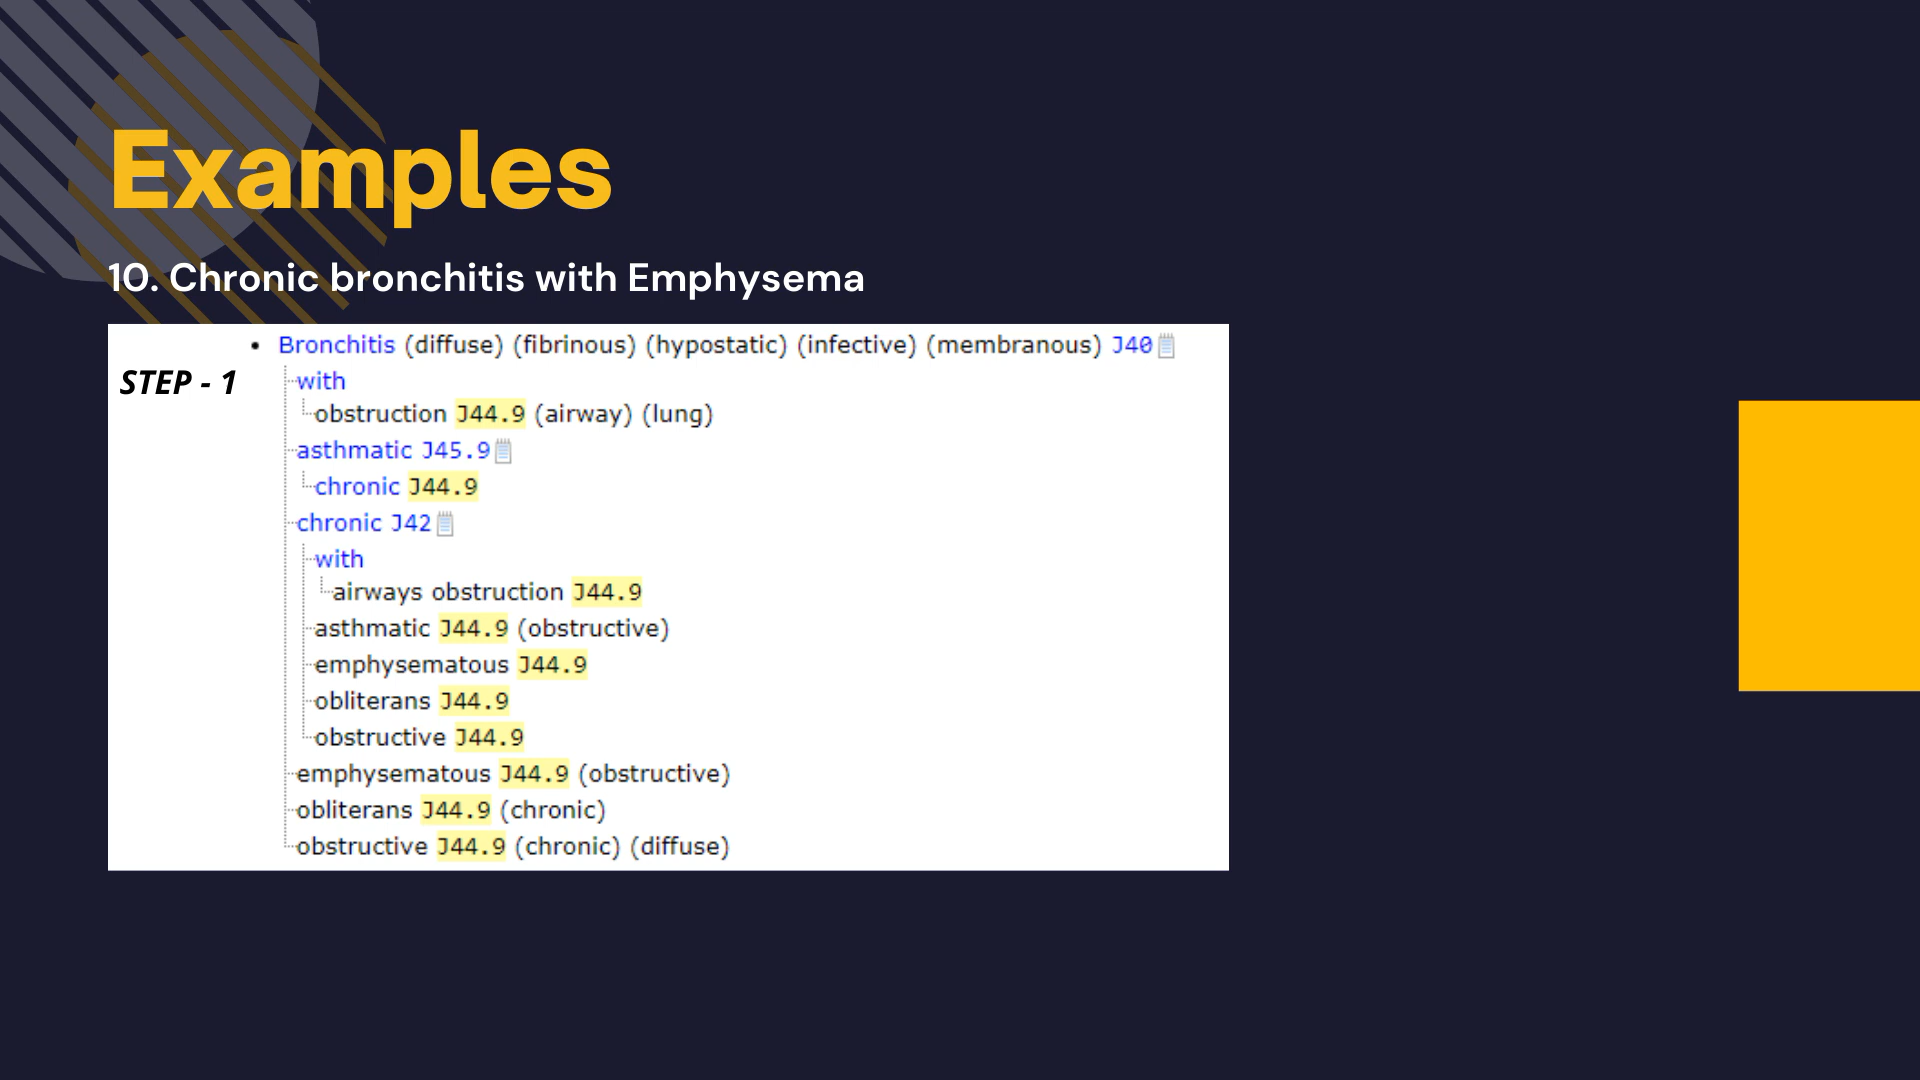 Examples
10. Chronic bronchitis with Emphysema
• Bronchitis (diffuse) (fibrinous) (hypostatic) (infective) (membranous) J40
STEP - 1
with
obstruction J44.9 (airway) (lung)
asthmatic J45.9
chronic J44.9
chronic J42
with
airways obstruction J44.9
asthmatic J44.9 (obstructive)
emphysematous J44.9
obliterans J44.9
obstructive J44.9
emphysematous J44.9 (obstructive)
obliterans J44.9 (chronic)
obstructive J44.9 (chronic) (diffuse)